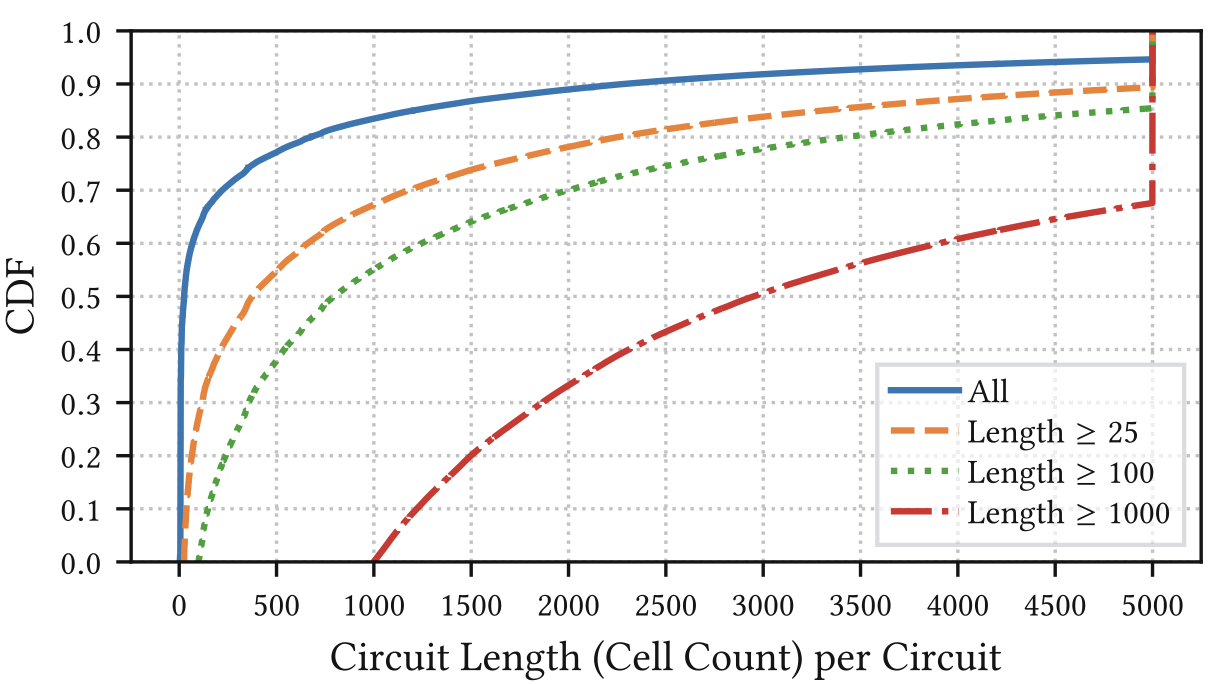 1.0
0.9
0.8
0.7
0.6
0.5
0.4
0.3
0.2
0.1
0.0
CDF
All
Length ≥ 25
Length ≥ 100
Length ≥ 1000
0 500 1000 1500 2000 2500 3000 3500 4000 4500 5000
Circuit Length (Cell Count) per Circuit